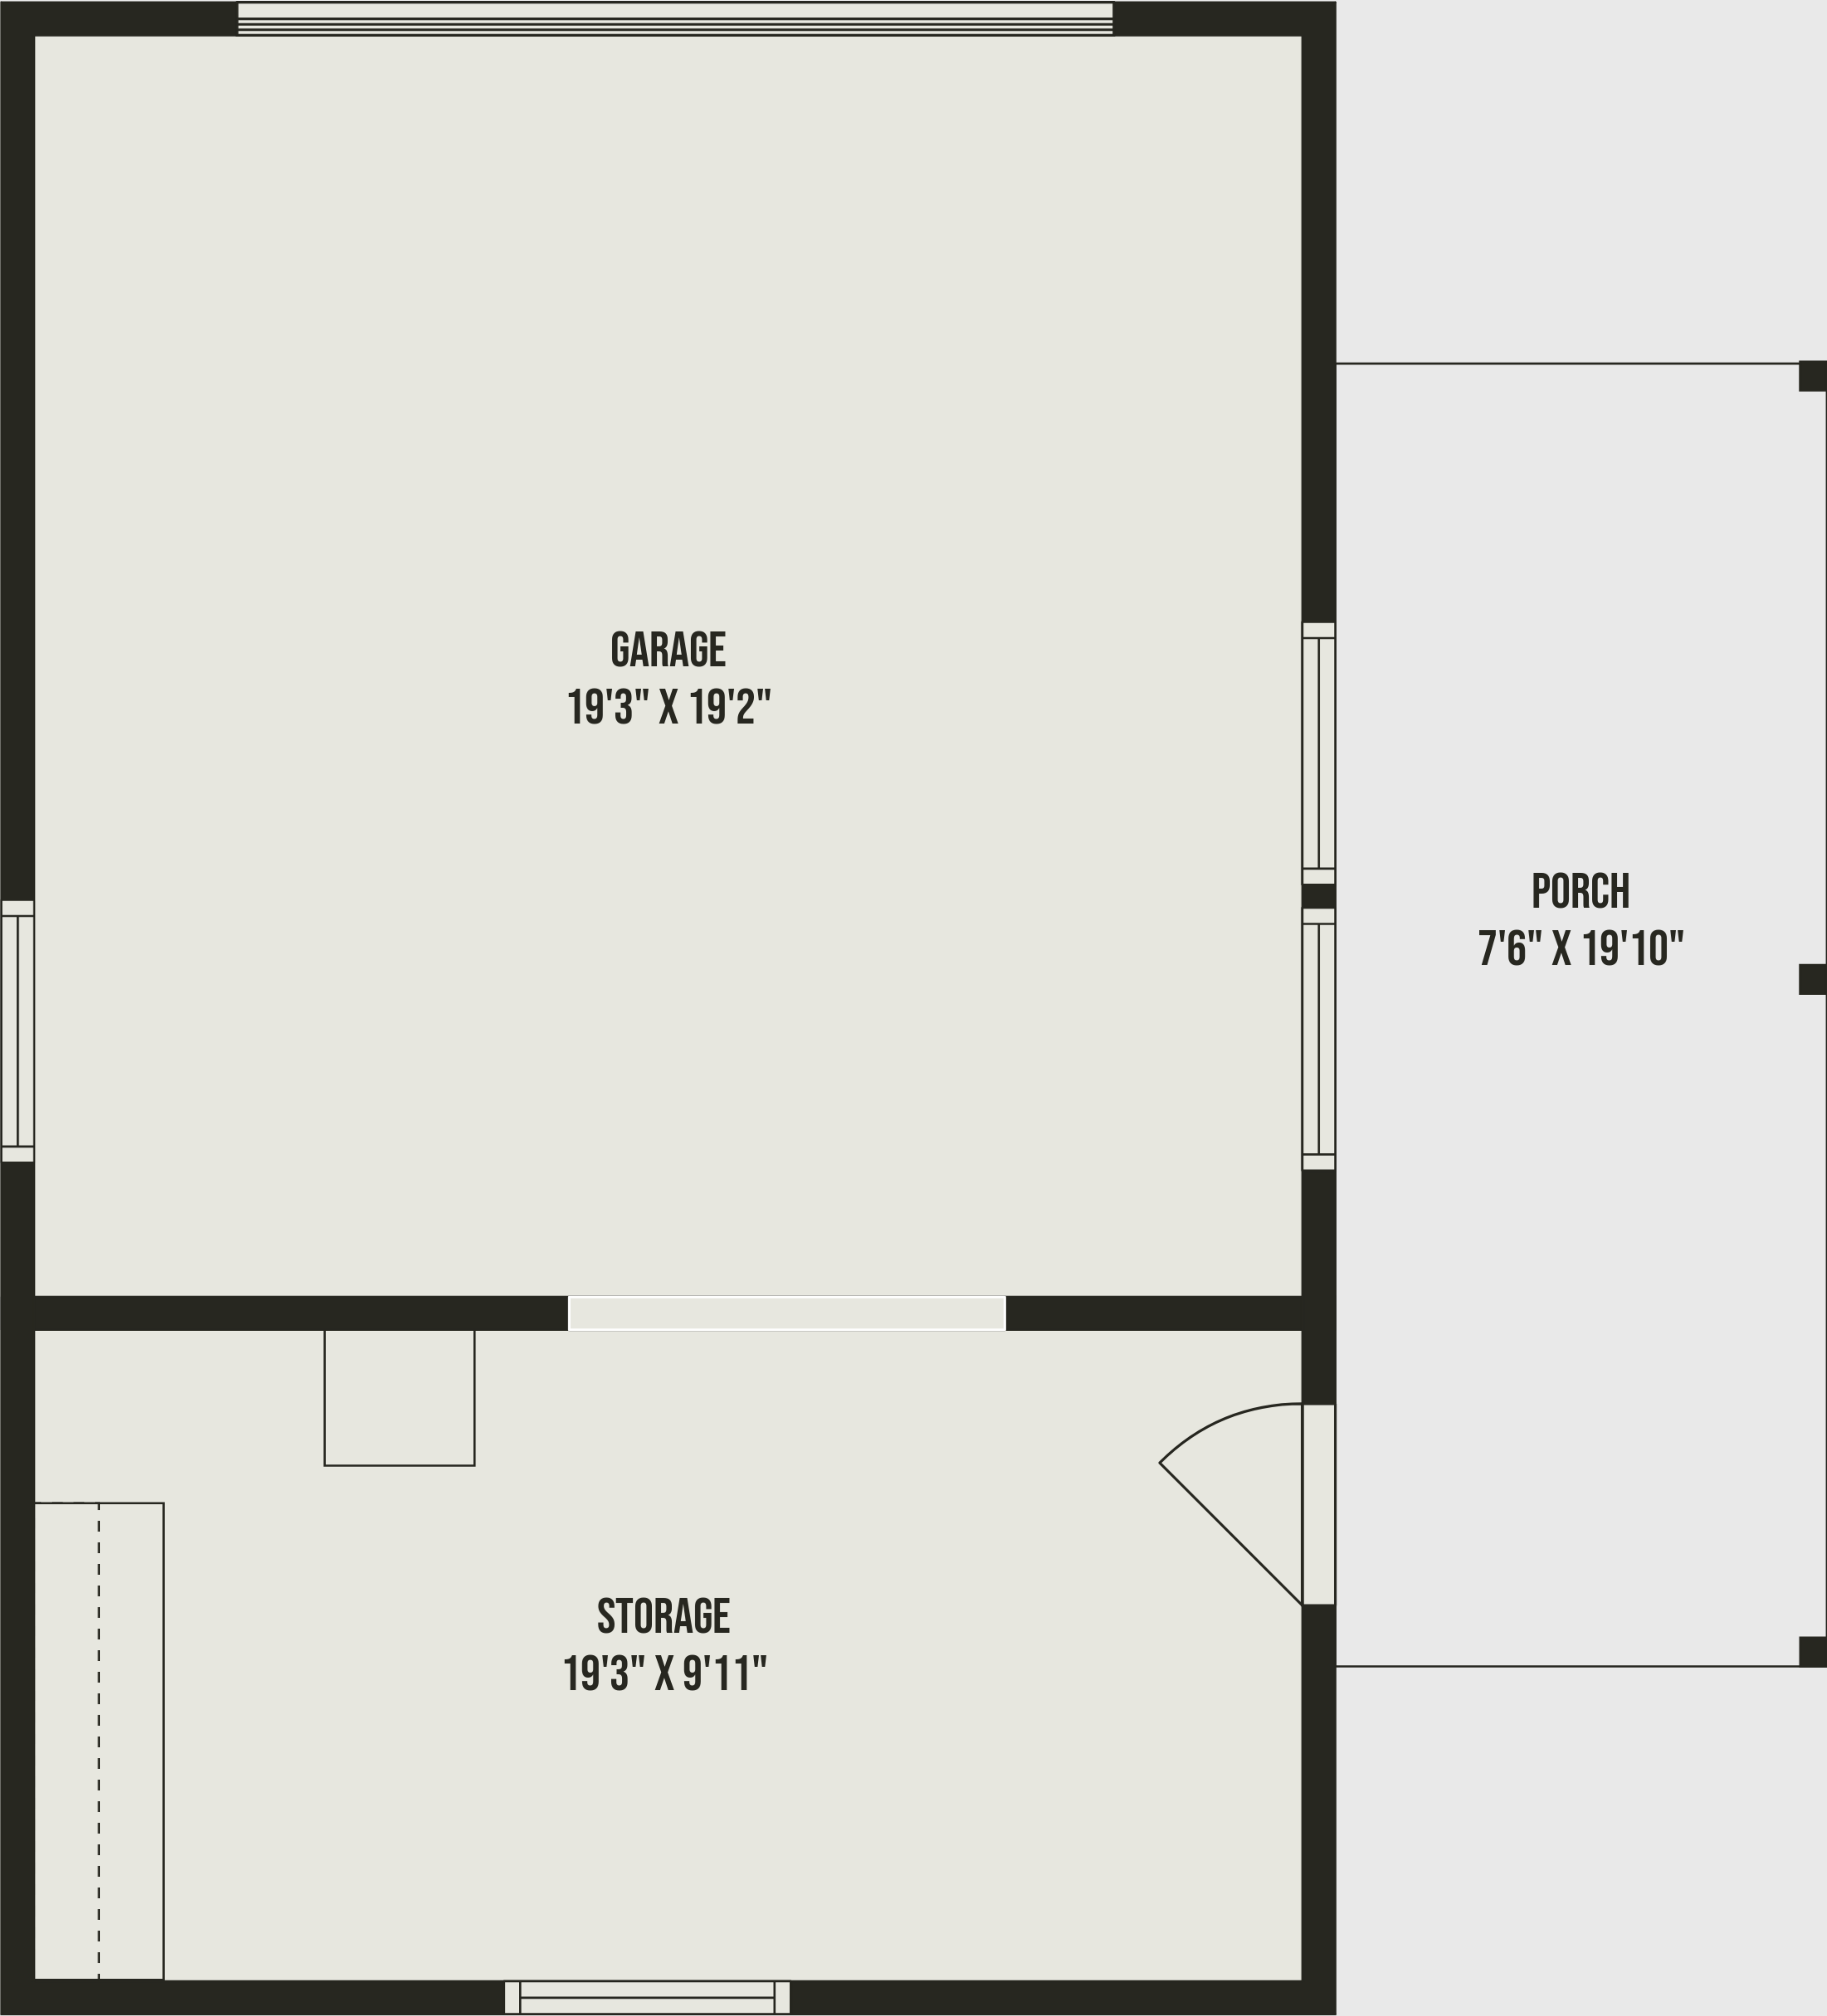 GARAGE
19'3" X 19'2"
PORCH
7'6" X 19'10"
STORAGE
19'3" X 9'11"